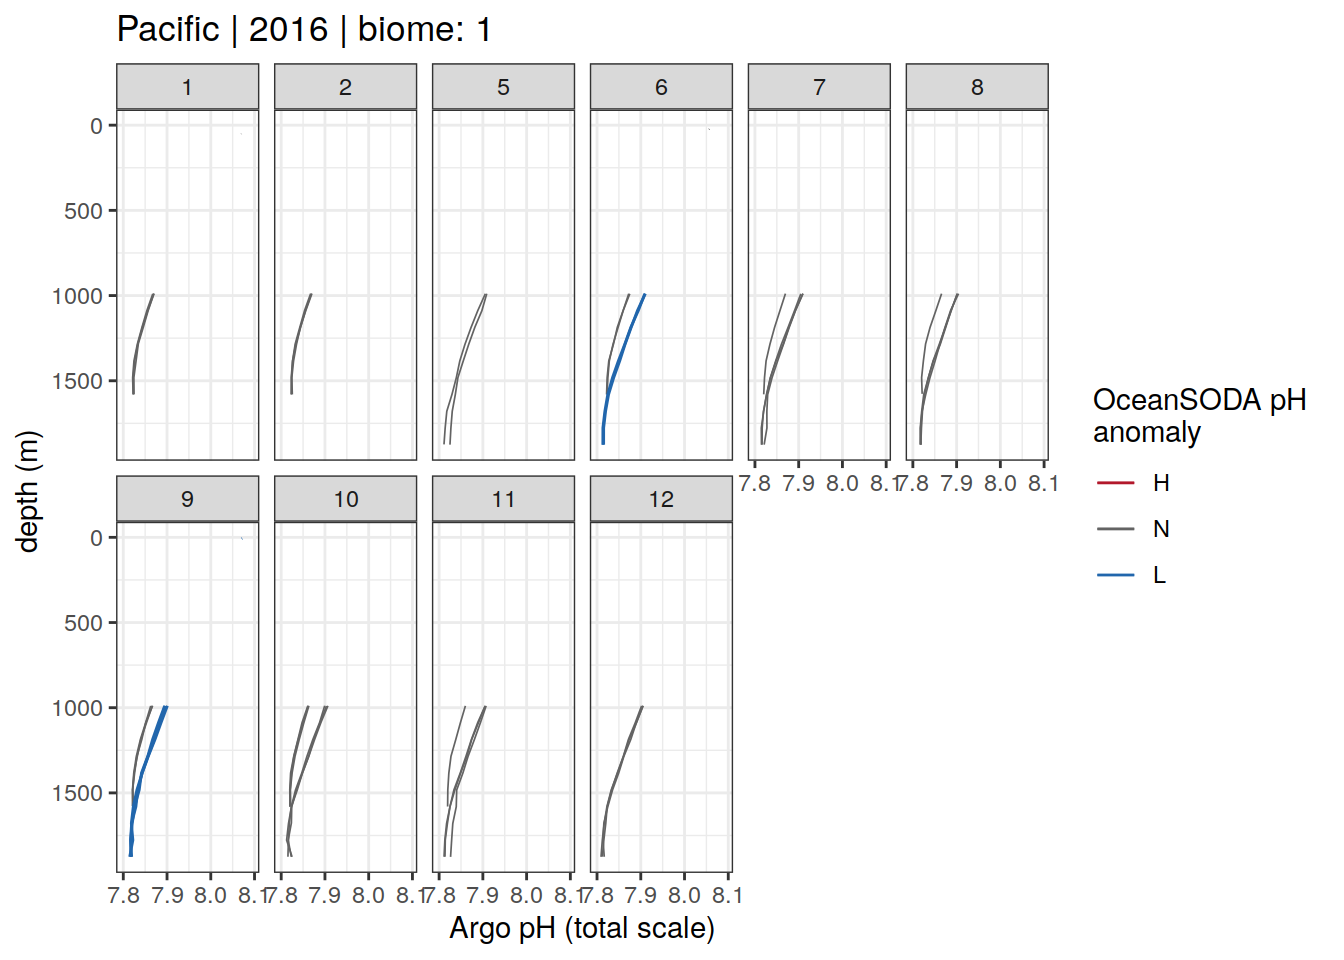 Pacific | 2016 | biome: 1
1 2 5 6 7 8
0
500
1000
1500
7.8 7.9 8.0 8.1 7.8 7.9 8.0 8.1
9 10 11 12
0
500
1000
1500
7.8 7.9 8.0 8.1 7.8 7.9 8.0 8.1 7.8 7.9 8.0 8.1 7.8 7.9 8.0 8.1
depth (m)
Argo pH (total scale)
OceanSODA pH
anomaly
H
N
L